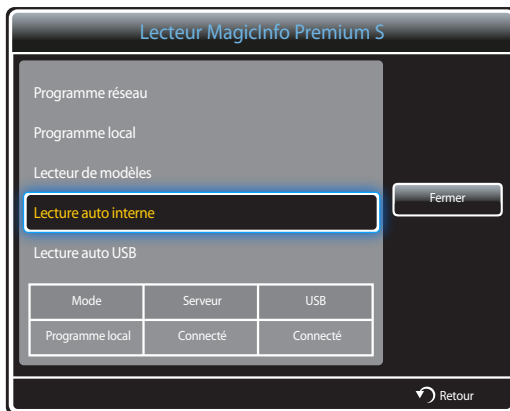 Lecteur MagicInfo Premium S
Programme réseau
Programme local
Lecteur de modèles
Lecture auto interne
Fermer
Lecture auto USB
Mode Serveur USB
Programme local Connecté Connecté
Retour